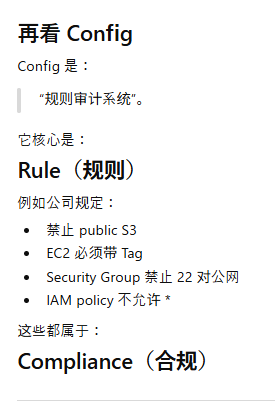 再看 Config
Config 是：
“规则审计系统”。
它核心是：
Rule（规则）
例如公司规定：
• 禁止 public S3
• EC2 必须带 Tag
• Security Group 禁止 22 对公网
• IAM policy 不允许 *
这些都属于：
Compliance（合规）